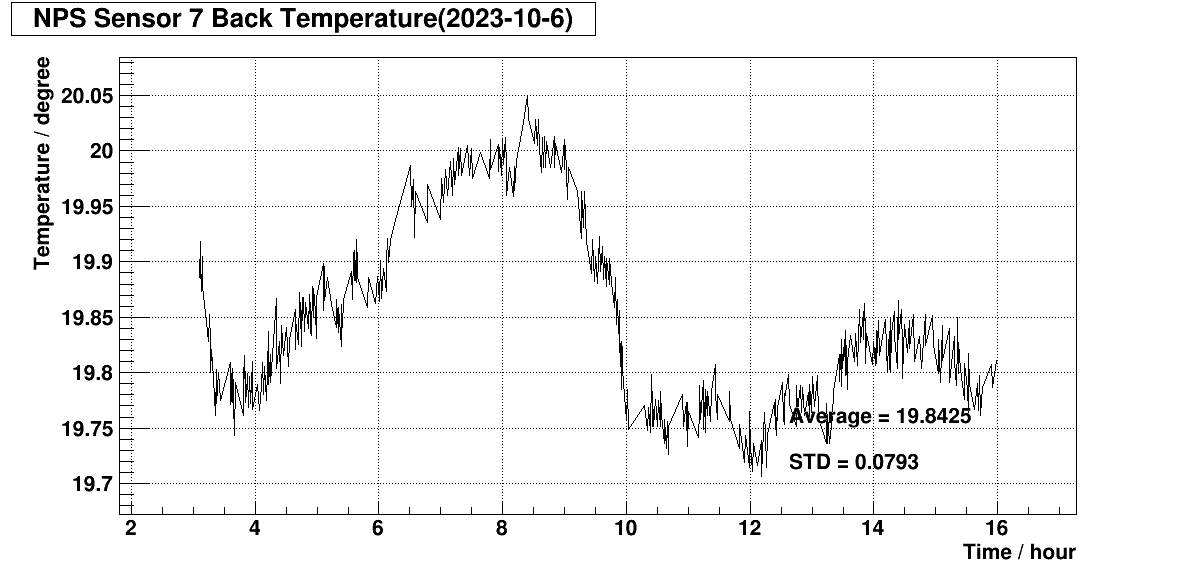 NPS Sensor 7 Back Temperature(2023-10-6)
Temperature / degree
20.05
20
19.95
19.9
19.85
19.8
19.75
19.7
Average = 19.8425
STD = 0.0793
2 4 6 8 10 12 14 16
Time / hour